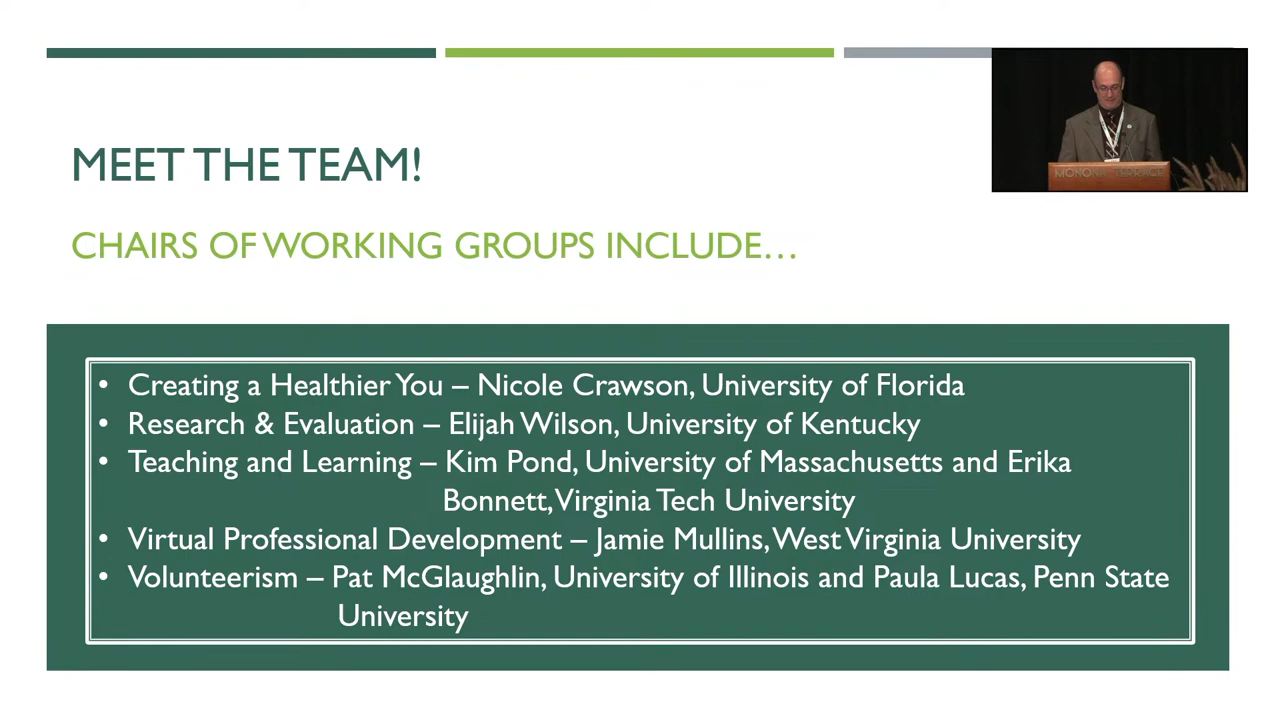 MEET THE TEAM!
CHAIRS OF WORKING GROUPS INCLUDE…
• Creating a Healthier You – Nicole Crawson, University of Florida
• Research & Evaluation – Elijah Wilson, University of Kentucky
• Teaching and Learning – Kim Pond, University of Massachusetts and Erika
Bonnett, Virginia Tech University
• Virtual Professional Development – Jamie Mullins, West Virginia University
• Volunteerism – Pat McGlaughlin, University of Illinois and Paula Lucas, Penn State
University
MONONA TERRACE